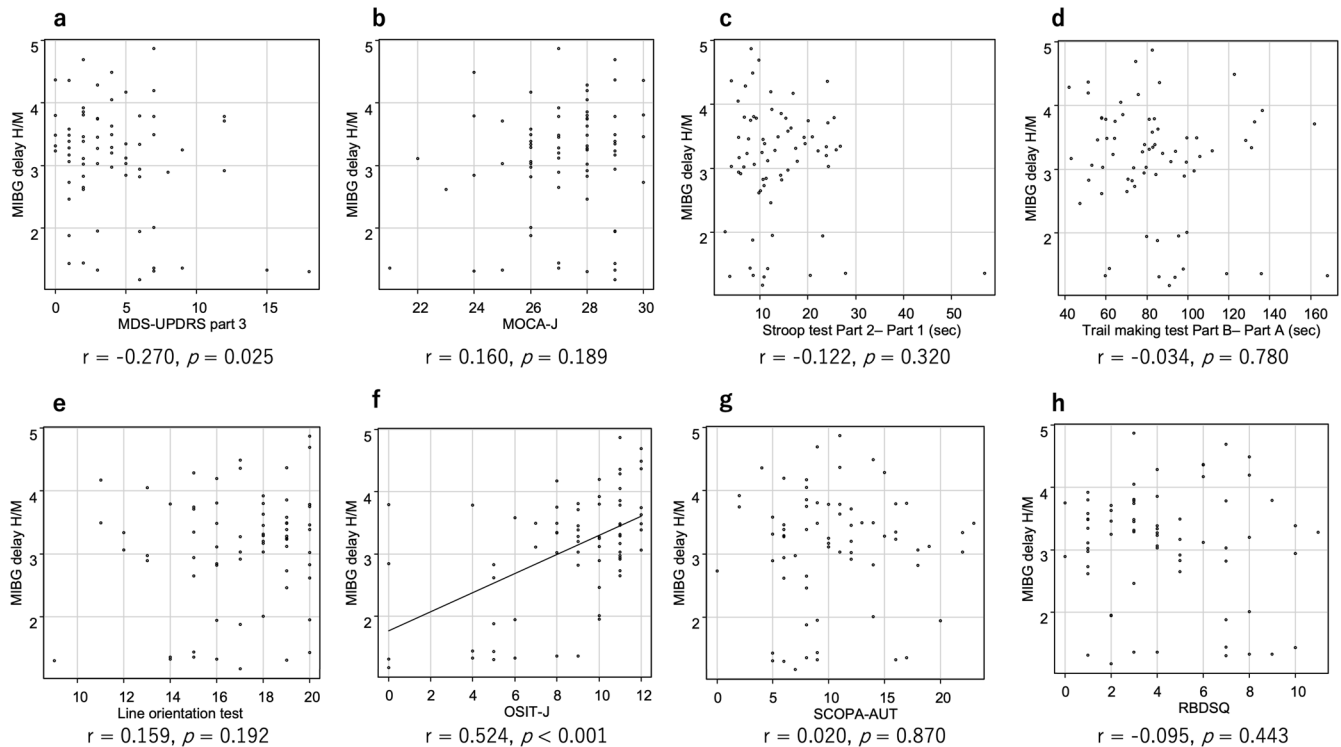 a
5
4
3
2
MIBG delay H/M
0
5
10
15
MDS-UPDRS part 3
r = -0.270, p = 0.025
b
5
4
3
2
MIBG delay H/M
22
24
26
28
30
MOCA-J
r = 0.160, p = 0.189
c
5
4
3
2
MIBG delay H/M
10
20
30
40
50
Stroop test Part 2– Part 1 (sec)
r = -0.122, p = 0.320
d
5
4
3
2
MIBG delay H/M
40
60
80
100
120
140
160
Trail making test Part B– Part A (sec)
r = -0.034, p = 0.780
e
5
4
3
2
MIBG delay H/M
10
12
14
16
18
20
Line orientation test
r = 0.159, p = 0.192
f
5
4
3
2
MIBG delay H/M
0
2
4
6
8
10
12
OSIT-J
r = 0.524, p < 0.001
g
5
4
3
2
MIBG delay H/M
0
5
10
15
20
SCOPA-AUT
r = 0.020, p = 0.870
h
5
4
3
2
MIBG delay H/M
0
2
4
6
8
10
RBDSQ
r = -0.095, p = 0.443